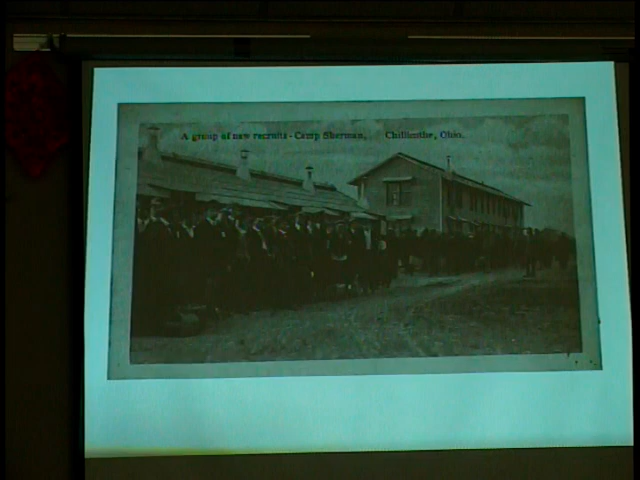 A group of new recruits - Camp Sherman, Chillicothe, Ohio.